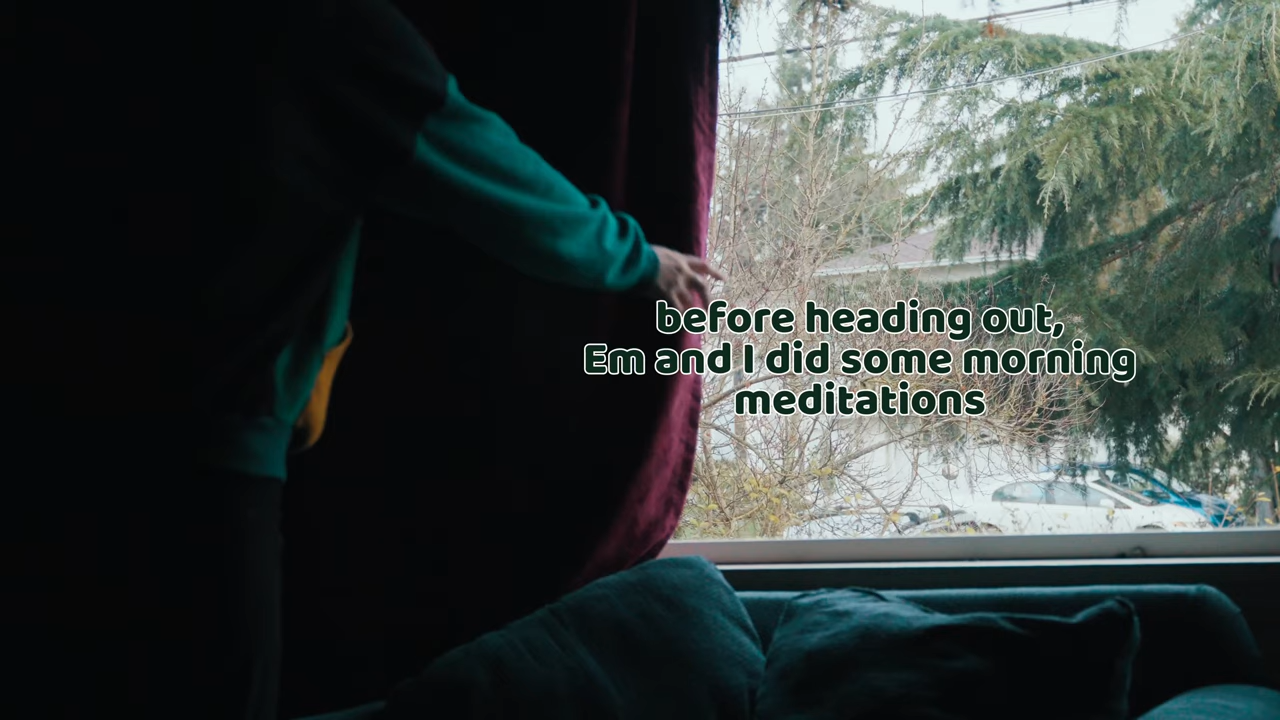 before heading out,
Em and I did some morning
meditations